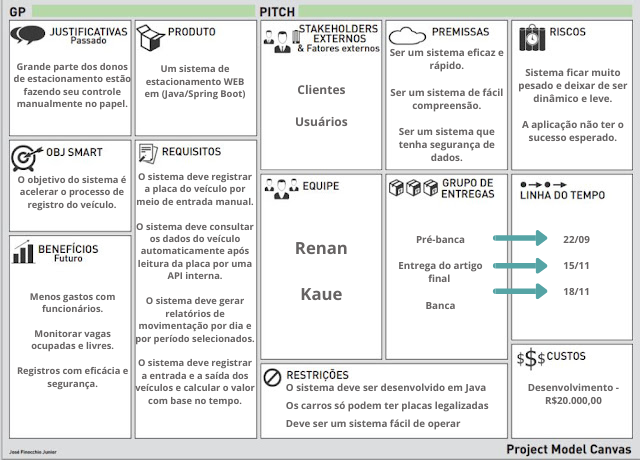 GP
PITCH
JUSTIFICATIVAS
Passado
Grande parte dos donos
de estacionamento estão
fazendo seu controle
manualmente no papel.
PRODUTO
Um sistema de
estacionamento WEB
em (Java/Spring Boot)
STAKEHOLDERS
EXTERNOS
& Fatores externos
Clientes
Usuários
PREMISSAS
Ser um sistema eficaz e
rápido.
Ser um sistema de fácil
compreensão.
Ser um sistema que
tenha segurança de
dados.
RISCOS
Sistema ficar muito
pesado e deixar de ser
dinâmico e leve.
A aplicação não ter o
sucesso esperado.
OBJ SMART
O objetivo do sistema é
acelerar o processo de
registro do veículo.
REQUISITOS
O sistema deve registrar
a placa do veículo por
meio de entrada manual.
O sistema deve consultar
os dados do veículo
automaticamente após
leitura da placa por uma
API interna.
O sistema deve gerar
relatórios de
movimentação por dia e
por período selecionados.
O sistema deve registrar
a entrada e a saída dos
veículos e calcular o valor
com base no tempo.
EQUIPE
Renan
Kaue
GRUPO DE
ENTREGAS
Pré-banca
Entrega do artigo
final
Banca
LINHA DO TEMPO
22/09
15/11
18/11
BENEFÍCIOS
Futuro
Menos gastos com
funcionários.
Monitorar vagas
ocupadas e livres.
Registros com eficácia e
segurança.
RESTRIÇÕES
O sistema deve ser desenvolvido em Java
Os carros só podem ter placas legalizadas
Deve ser um sistema fácil de operar
$$$ CUSTOS
Desenvolvimento -
R$20.000,00
José Finocchio Junior
Project Model Canvas